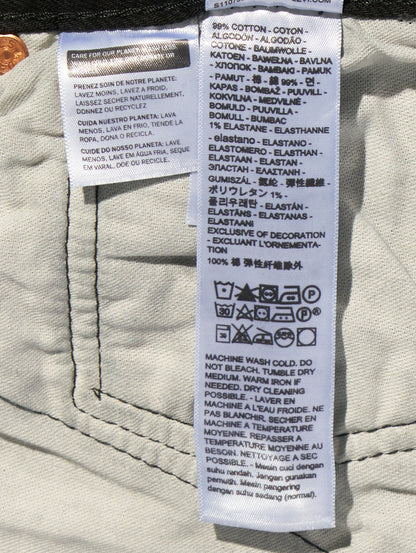 CARE FOR OUR PLANET: WASH
PRENEZ SOIN DE NOTRE PLANETE:
LAVEZ MOINS, LAVEZ À FROID.
LAISSEZ SECHER NATURELLEMENT.
DONNEZ OU RECYCLEZ
CUIDA NUESTRO PLANETA: LAVA
MENOS, LAVA EN FRIO, TIENDE LA
ROPA, DONA O RECICLA.
CUIDE DO NOSSO PLANETA: LAVE
MENOS, LAVE EM ÁGUA FRIA, SEQUE
EM VARAL, DOE OU RECICLE.
99% COTTON - COTON -
ALGODÓN - ALGODÃO -
COTONE - BAUMWOLLE -
KATOEN - BAWEŁNA - BAVLNA
- ХЛОПОК - BAMBAKI - PAMUK
- PAMUT - 棉 - 綿 99% - 면 -
KAPAS - BOMBAŽ - PUUVILL -
KOKVILNA - MEDVILNĖ -
BOMULD - PUUVILLA -
BOMULL - BUMBAC
1% ELASTANE - ELASTHANNE
- elastano - ELASTANO -
ELASTOMERO - ELASTHAN -
ELASTAAN - ELASTAN -
ЭЛАСТАН - ΕΛΑΣΤΑΝΗ -
GUMISZÁL - 氨纶 - 弾性繊維 -
ポリウレタン 1% -
폴리우레탄 - ELASTĀN -
ELASTĀNS - ELASTANAS -
ELASTAANI
EXCLUSIVE OF DECORATION
- EXCLUANT L'ORNEMENTA-
TION
100% 棉 彈性纖維除外
MACHINE WASH COLD. DO
NOT BLEACH. TUMBLE DRY
MEDIUM. WARM IRON IF
NEEDED. DRY CLEANING
POSSIBLE. - LAVER EN
MACHINE A L'EAU FROIDE. NE
PAS BLANCHIR. SECHER EN
MACHINE A TEMPERATURE
MOYENNE. REPASSER A
TEMPERATURE MOYENNE AU
BESOIN. NETTOYAGE A SEC
POSSIBLE. - Mesin cuci dengan
suhu rendah. Jangan gunakan
pemutih. Mesin pengering
dengan suhu sedang (normal).